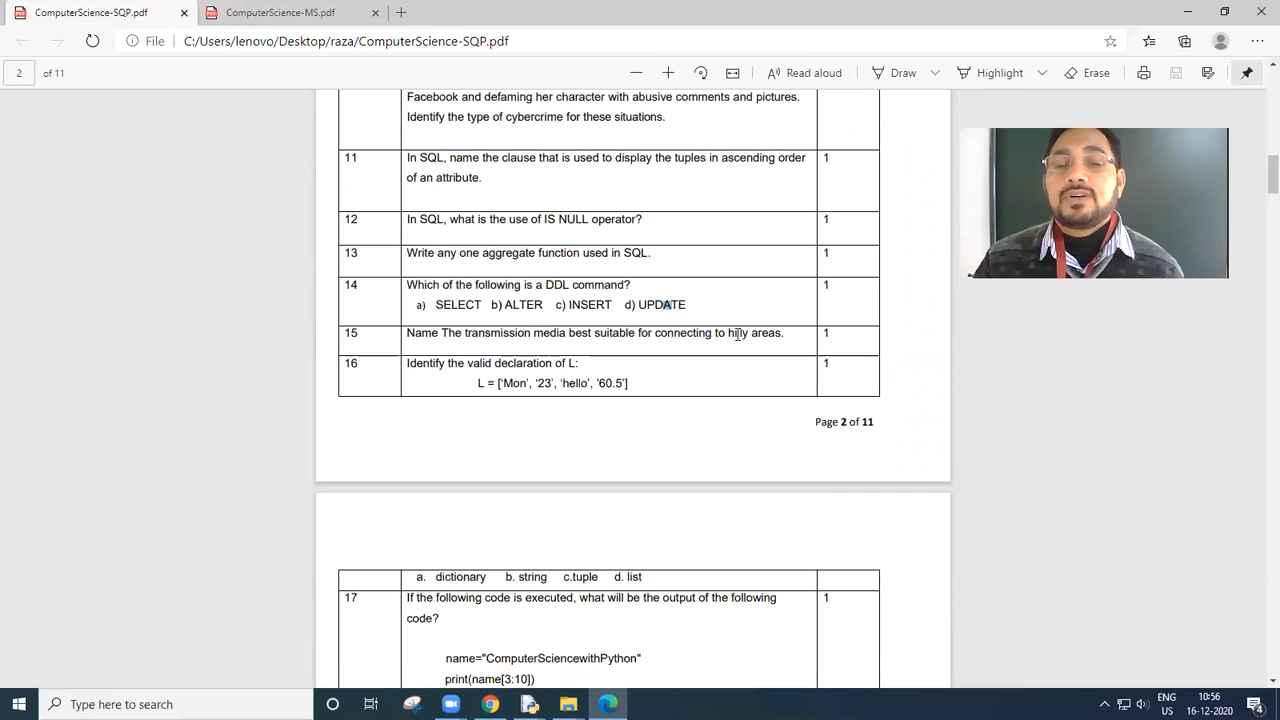 ComputerScience-SQP.pdf
ComputerScience-MS.pdf
File C:/Users/lenovo/Desktop/raza/ComputerScience-SQP.pdf
2 of 11
Read aloud Draw Highlight Erase
Facebook and defaming her character with abusive comments and pictures.
Identify the type of cybercrime for these situations.
11 In SQL, name the clause that is used to display the tuples in ascending order 1
of an attribute.
12 In SQL, what is the use of IS NULL operator? 1
13 Write any one aggregate function used in SQL. 1
14 Which of the following is a DDL command? 1
a) SELECT b) ALTER c) INSERT d) UPDATE
15 Name The transmission media best suitable for connecting to hilly areas. 1
16 Identify the valid declaration of L: 1
L = [‘Mon’, ‘23’, ‘hello’, ’60.5’]
Page 2 of 11
a. dictionary b. string c.tuple d. list
17 If the following code is executed, what will be the output of the following 1
code?
name="ComputerSciencewithPython"
print(name[3:10])
Type here to search
ENG
US
10:56
16-12-2020
4